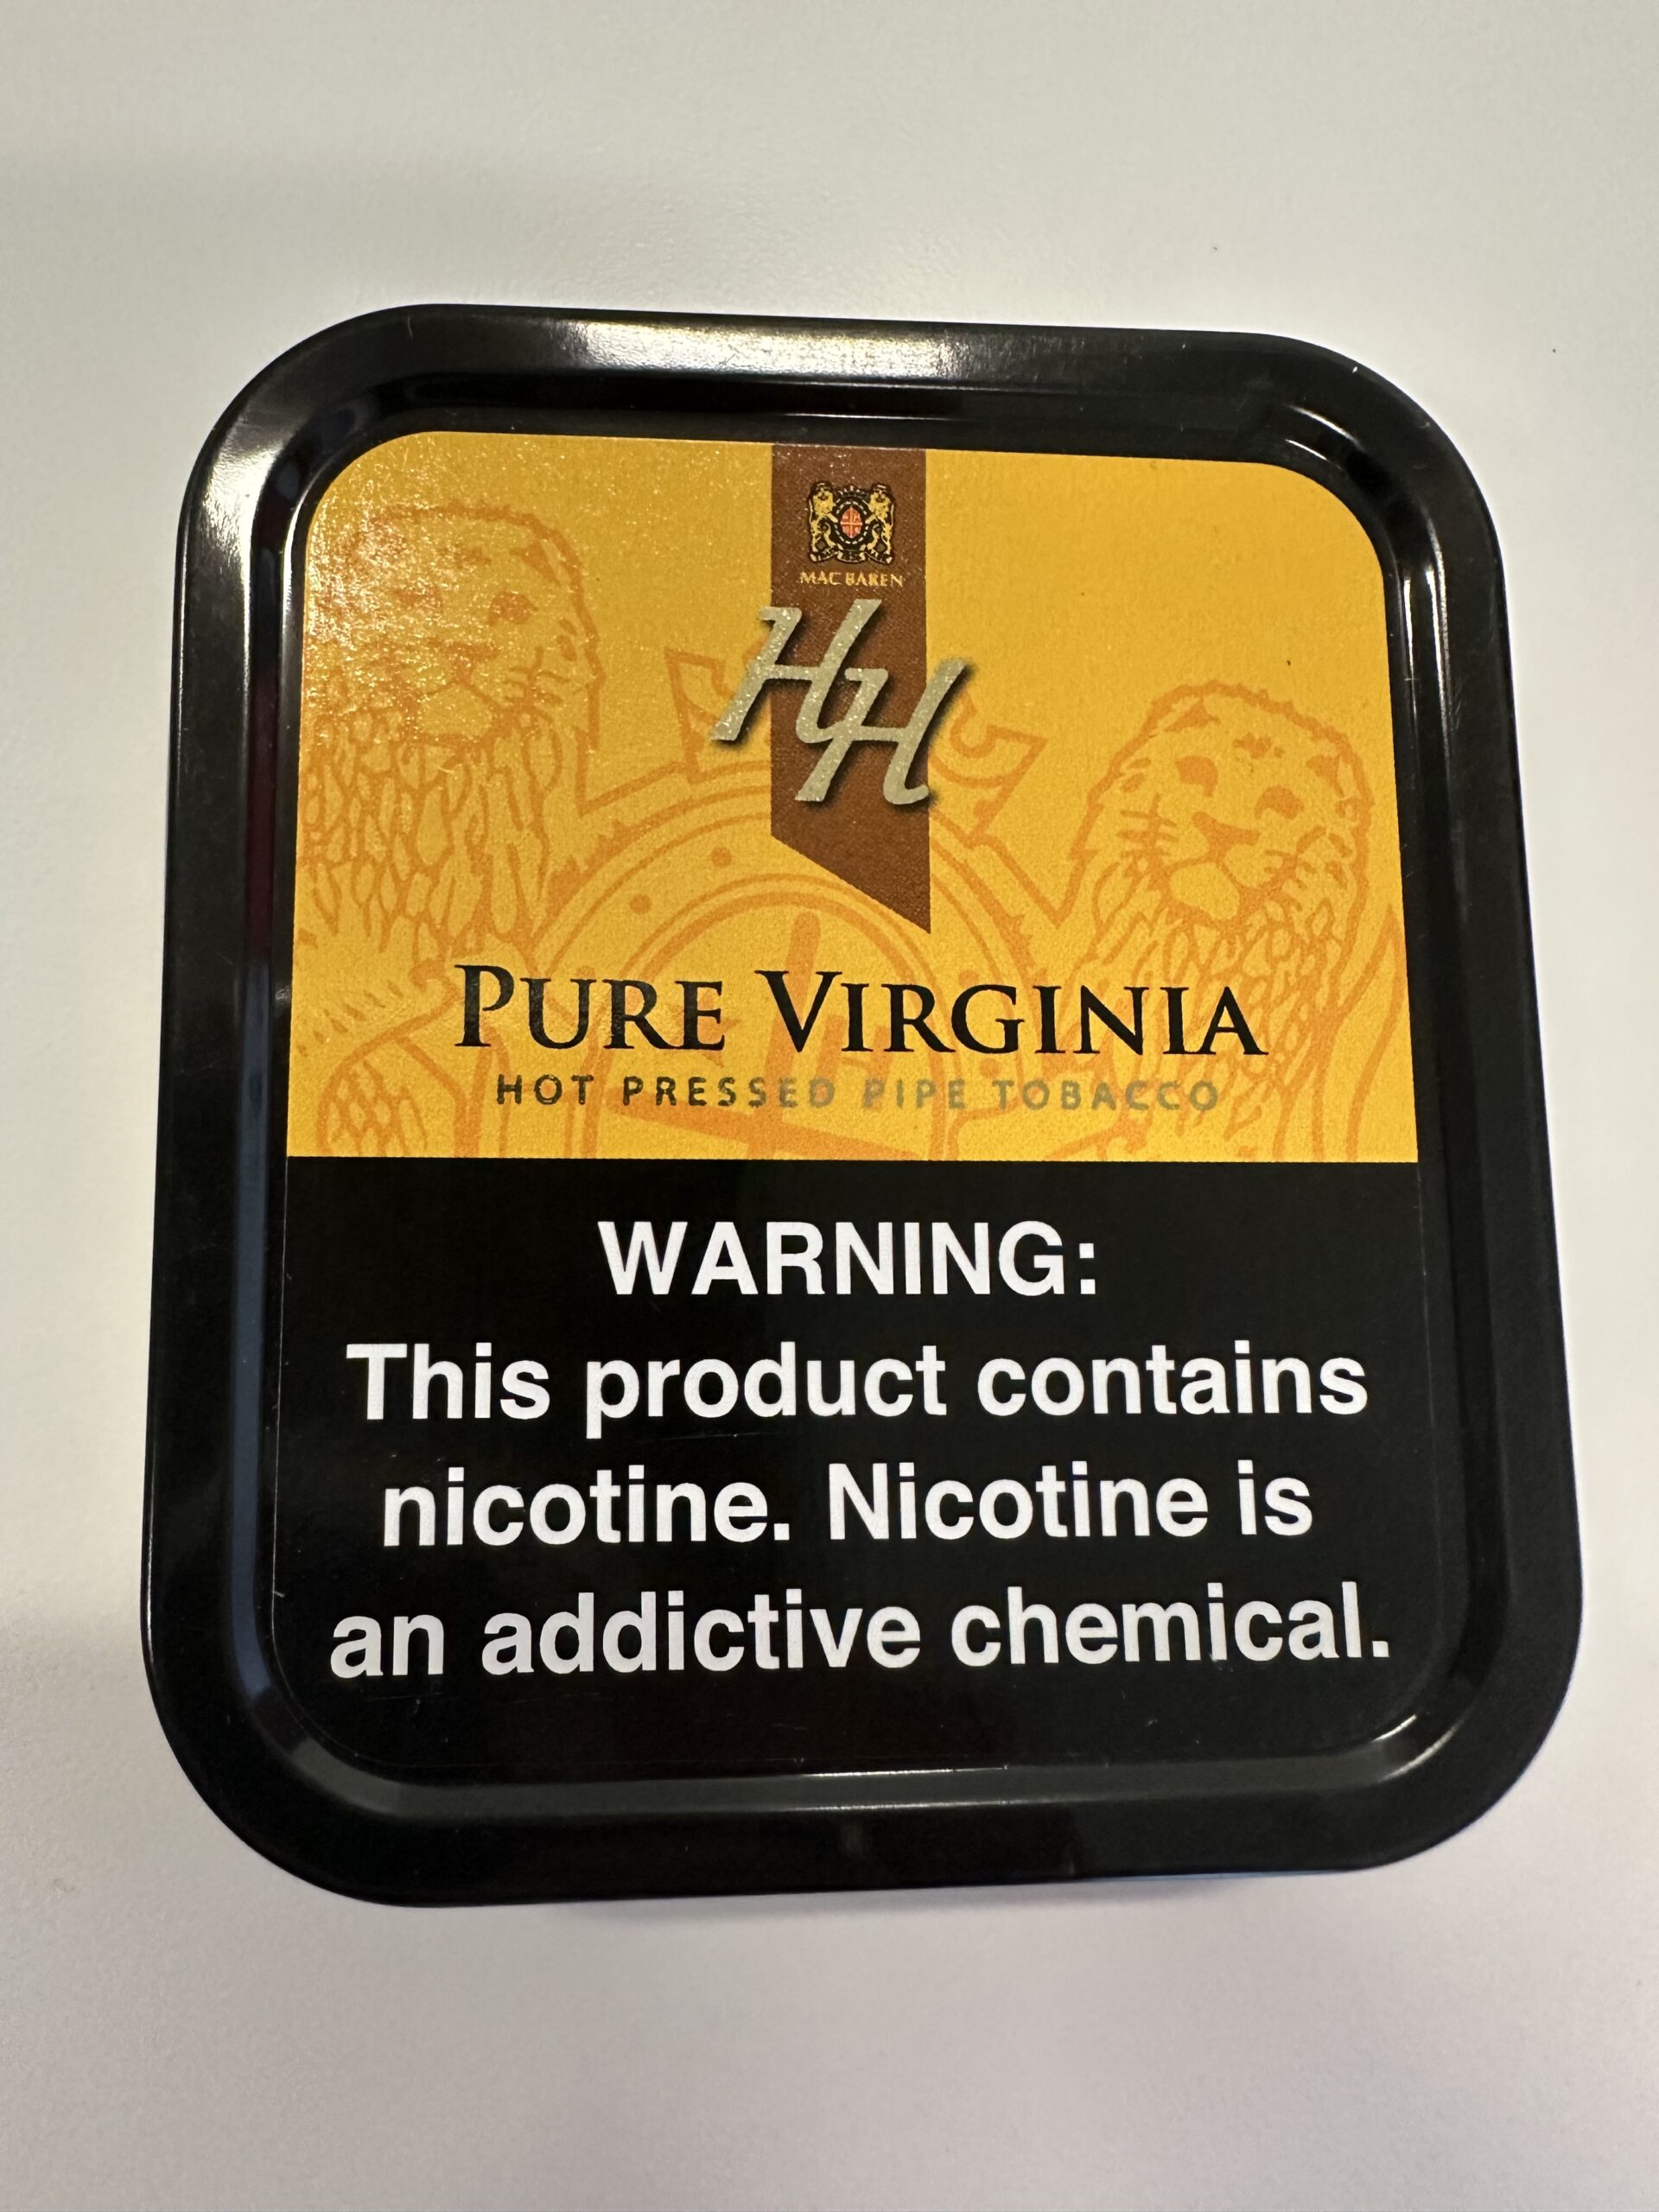 MAC BAREN
HH
PURE VIRGINIA
HOT PRESSED PIPE TOBACCO
WARNING:
This product contains
nicotine. Nicotine is
an addictive chemical.